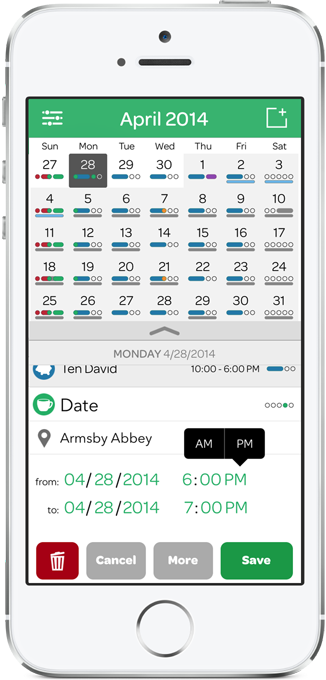 April 2014
Sun Mon Tue Wed Thu Fri Sat
27 28 29 30 1 2 3
4 5 6 7 8 9 10
11 12 13 14 15 16 17
18 19 20 21 22 23 24
25 26 27 28 29 30 31
MONDAY 4/28/2014
Ten David 10:00 - 6:00 PM
Date
Armsby Abbey AM PM
from: 04/28/2014 6:00 PM
to: 04/28/2014 7:00 PM
Cancel More Save